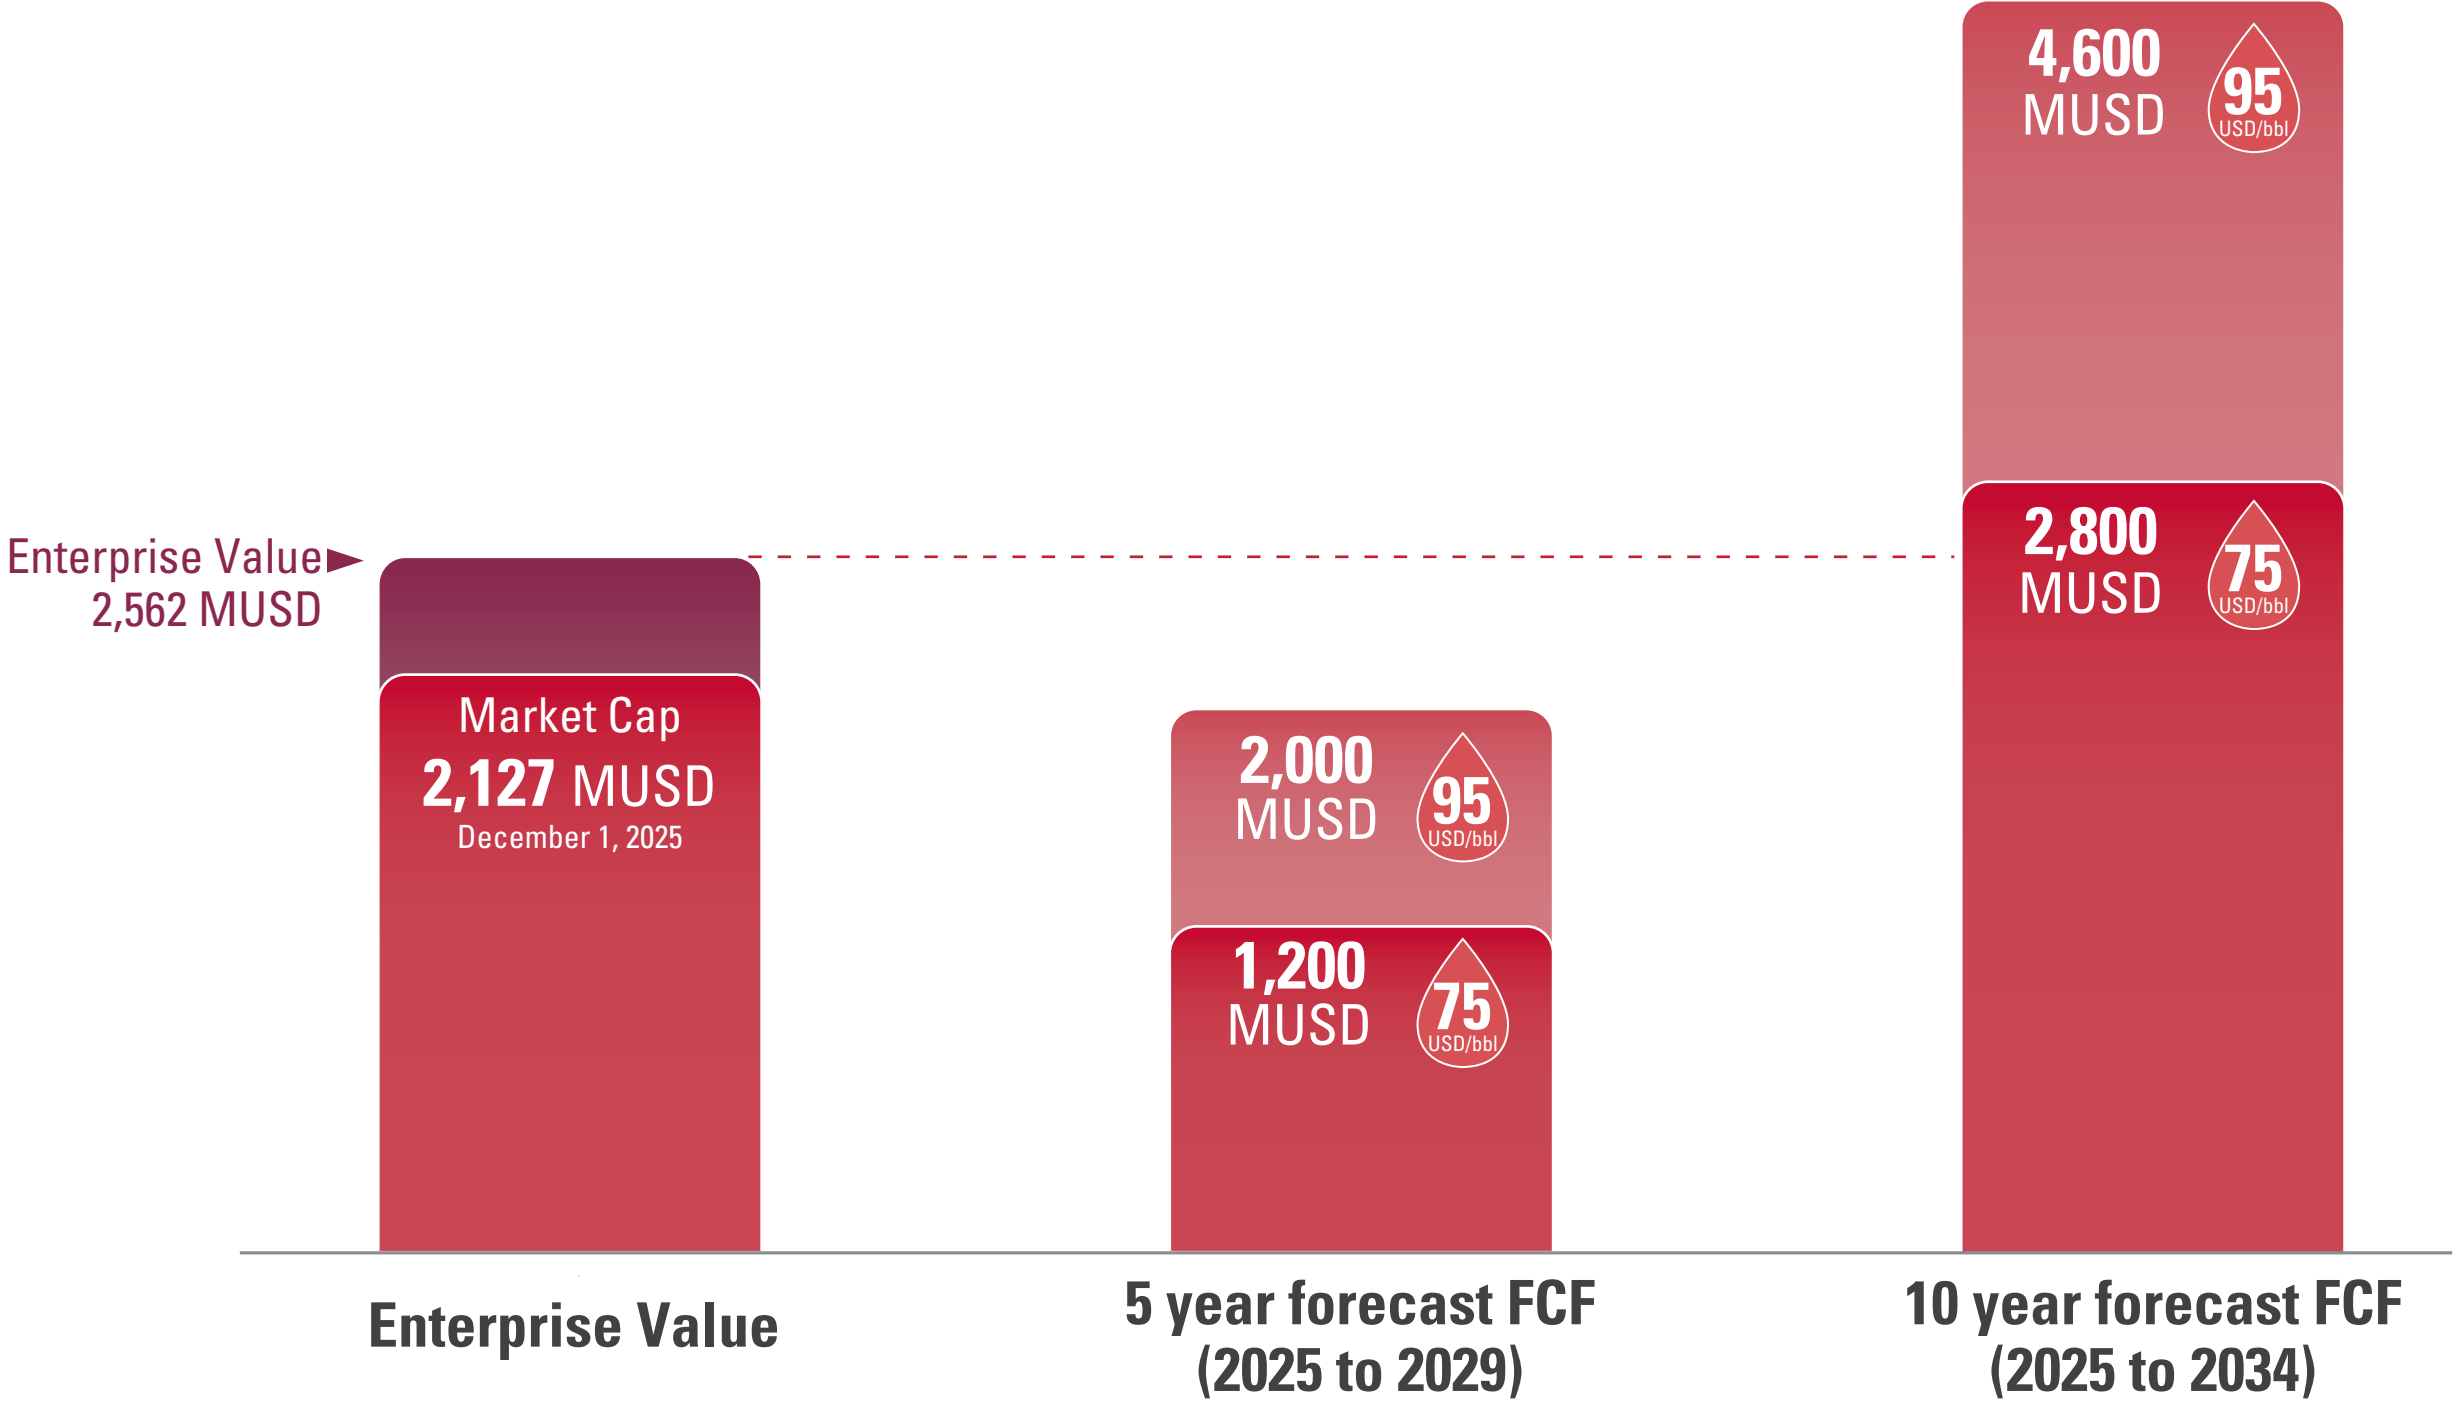 Enterprise Value
2,562 MUSD
Market Cap
2,127 MUSD
December 1, 2025
Enterprise Value
2,000
MUSD
95
USD/bbl
1,200
MUSD
75
USD/bbl
5 year forecast FCF
(2025 to 2029)
4,600
MUSD
95
USD/bbl
2,800
MUSD
75
USD/bbl
10 year forecast FCF
(2025 to 2034)